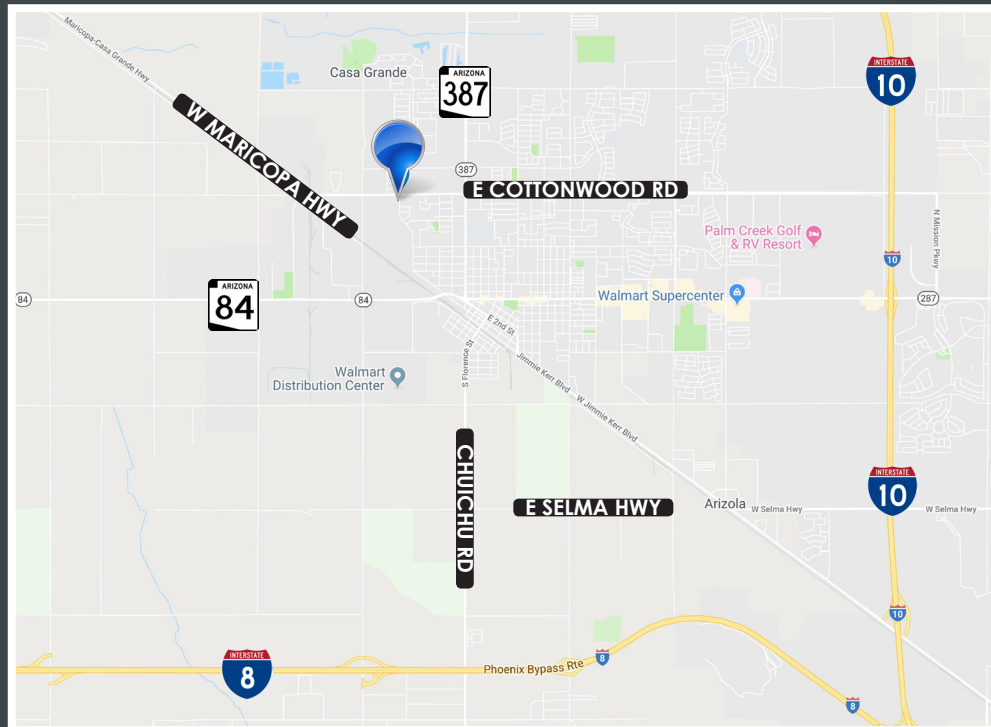 Maricopa-Casa Grande Hwy
Casa Grande
ARIZONA
387
INTERSTATE
10
W MARICOPA HWY
387
E COTTONWOOD RD
Palm Creek Golf
& RV Resort
N Mission Pkwy
10
84
ARIZONA
84
84
Walmart Supercenter
287
E 2nd St
S Florence St
Jimmie Kerr Blvd
Walmart
Distribution Center
W Jimmie Kerr Blvd
CHUICHU RD
INTERSTATE
10
E SELMA HWY
Arizola
W Selma Hwy
W Selma Hwy
10
INTERSTATE
8
Phoenix Bypass Rte
8
8